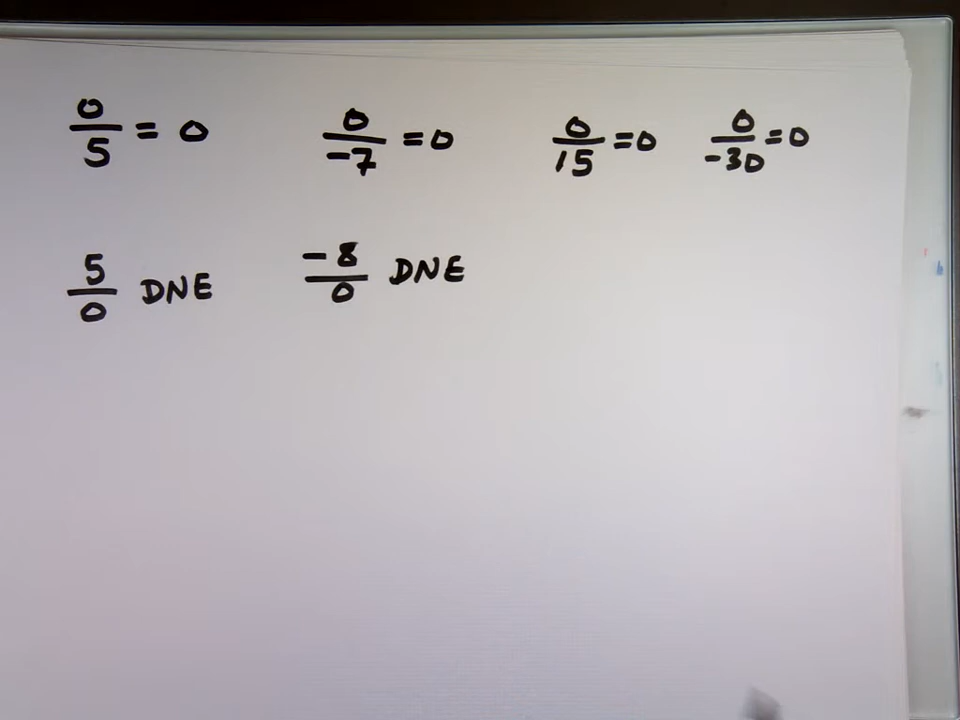 0/5 = 0   0/-7 = 0   0/15 = 0   0/-30 = 0
5/0 DNE   -8/0 DNE